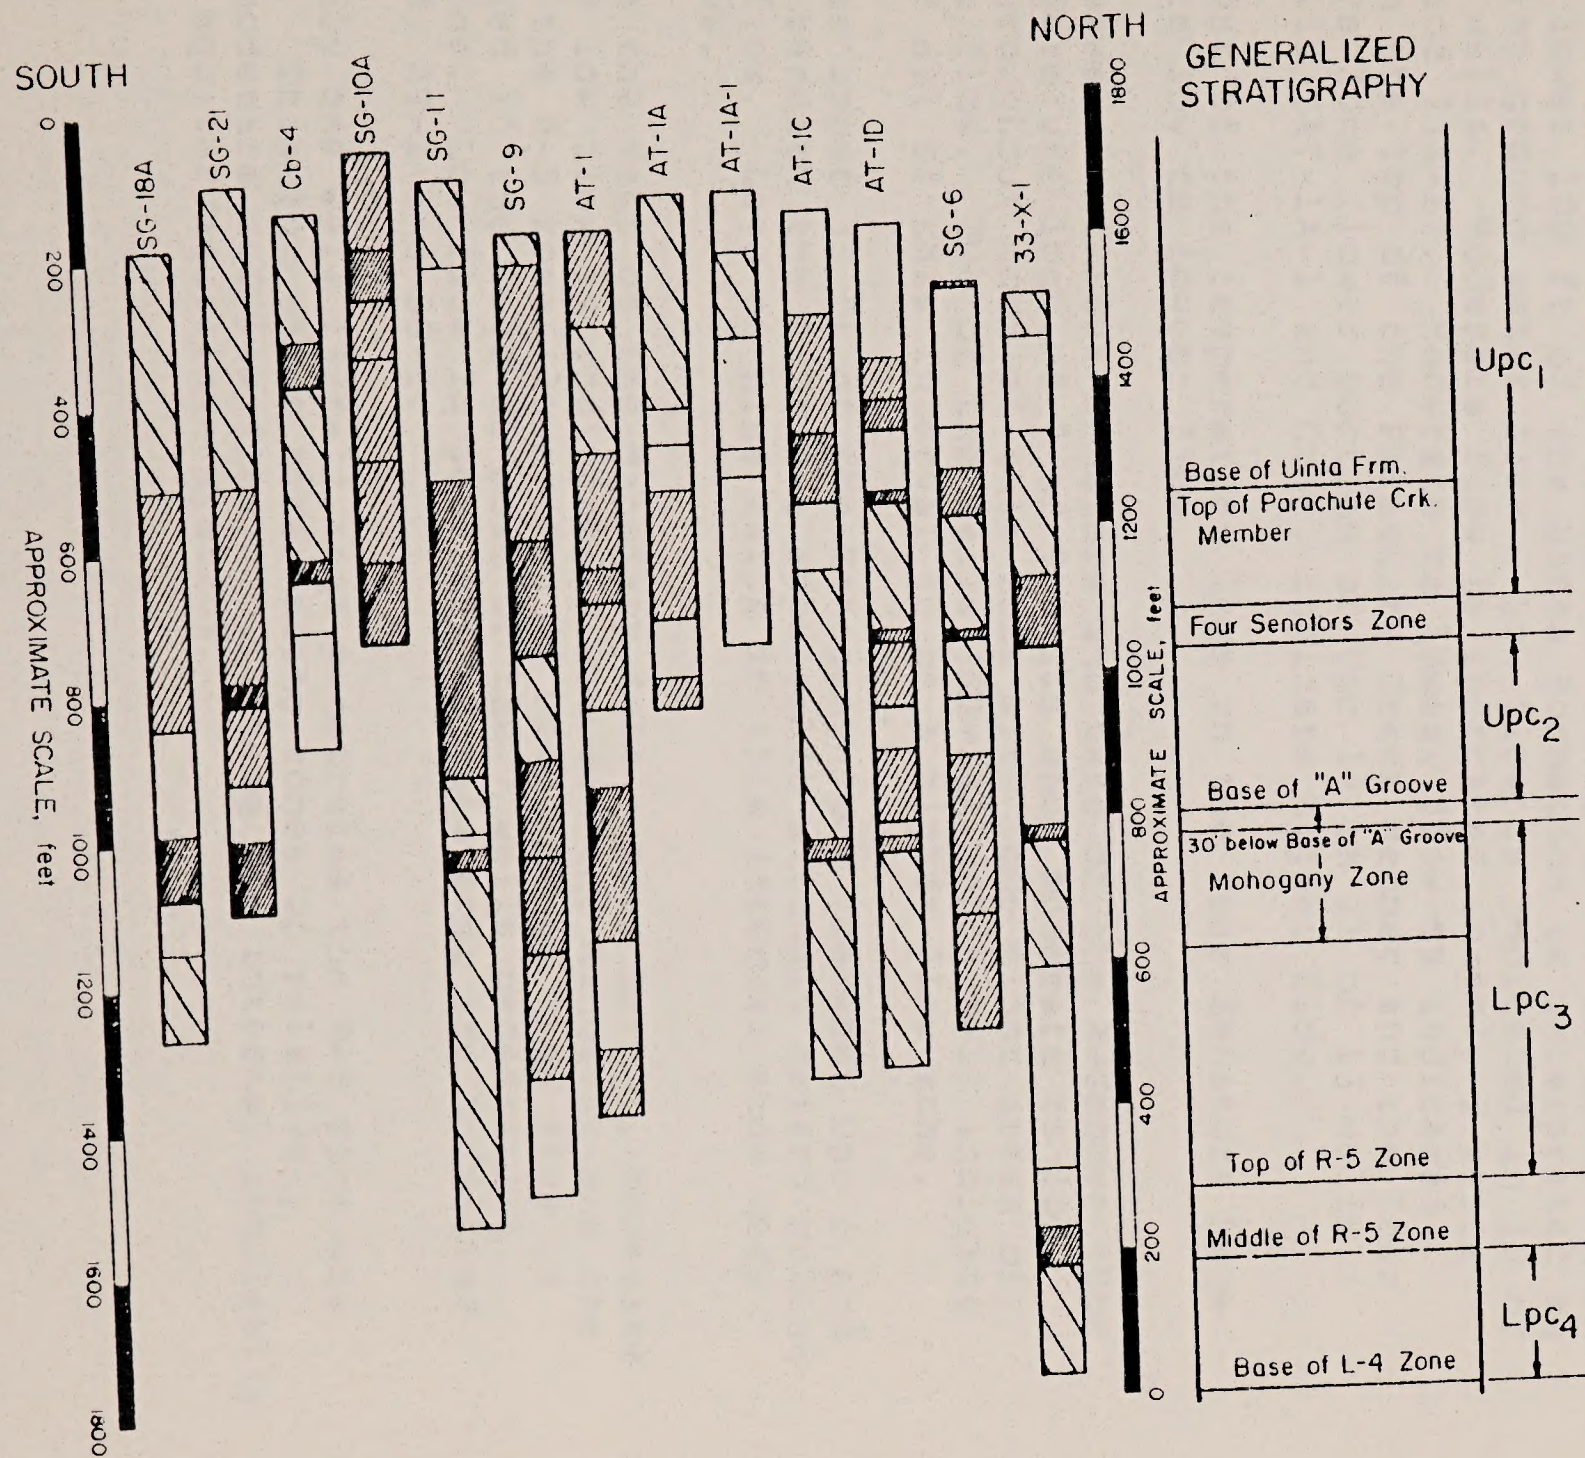 SOUTH
NORTH
GENERALIZED
STRATIGRAPHY
SG-18A
SG-21
Cb-4
SG-10A
SG-11
SG-9
AT-1
AT-1A
AT-1A-1
AT-1C
AT-1D
SG-6
33-X-1
0
200
400
600
800
1000
1200
1400
1600
1800
APPROXIMATE SCALE, feet
1800
1600
1400
1200
1000
800
600
400
200
0
APPROXIMATE SCALE, feet
Base of Uinta Frm.
Top of Parachute Crk.
Member
Four Senators Zone
Base of "A" Groove
30' below Base of "A" Groove
Mohogany Zone
Top of R-5 Zone
Middle of R-5 Zone
Base of L-4 Zone
Upc1
Upc2
Lpc3
Lpc4